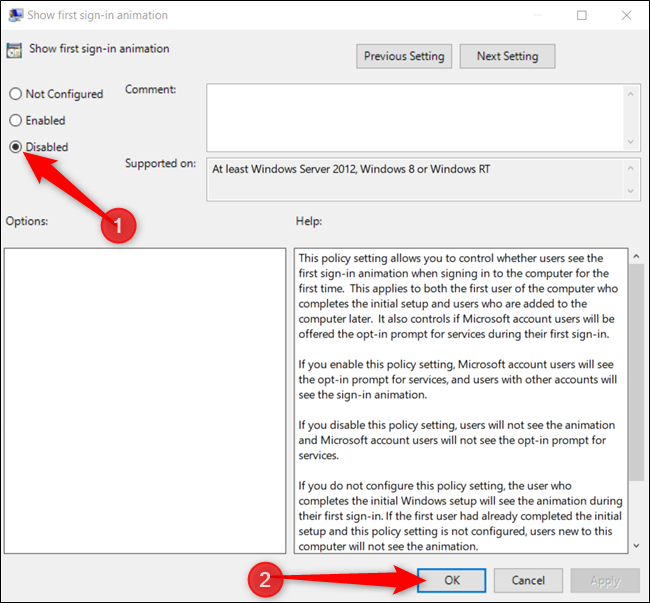 Show first sign-in animation
Show first sign-in animation
Previous Setting
Next Setting
Not Configured
Comment:
Enabled
Disabled
1
Supported on:
At least Windows Server 2012, Windows 8 or Windows RT
Options:
Help:
This policy setting allows you to control whether users see the
first sign-in animation when signing in to the computer for the
first time.  This applies to both the first user of the computer who
completes the initial setup and users who are added to the
computer later.  It also controls if Microsoft account users will be
offered the opt-in prompt for services during their first sign-in.
If you enable this policy setting, Microsoft account users will see
the opt-in prompt for services, and users with other accounts will
see the sign-in animation.
If you disable this policy setting, users will not see the animation
and Microsoft account users will not see the opt-in prompt for
services.
If you do not configure this policy setting, the user who
completes the initial Windows setup will see the animation during
their first sign-in. If the first user had already completed the initial
setup and this policy setting is not configured, users new to this
computer will not see the animation.
2
OK
Cancel
Apply